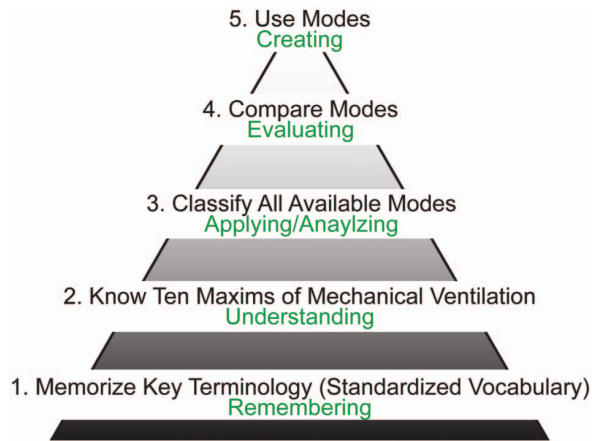 5. Use Modes
Creating
4. Compare Modes
Evaluating
3. Classify All Available Modes
Applying/Anaylzing
2. Know Ten Maxims of Mechanical Ventilation
Understanding
1. Memorize Key Terminology (Standardized Vocabulary)
Remembering